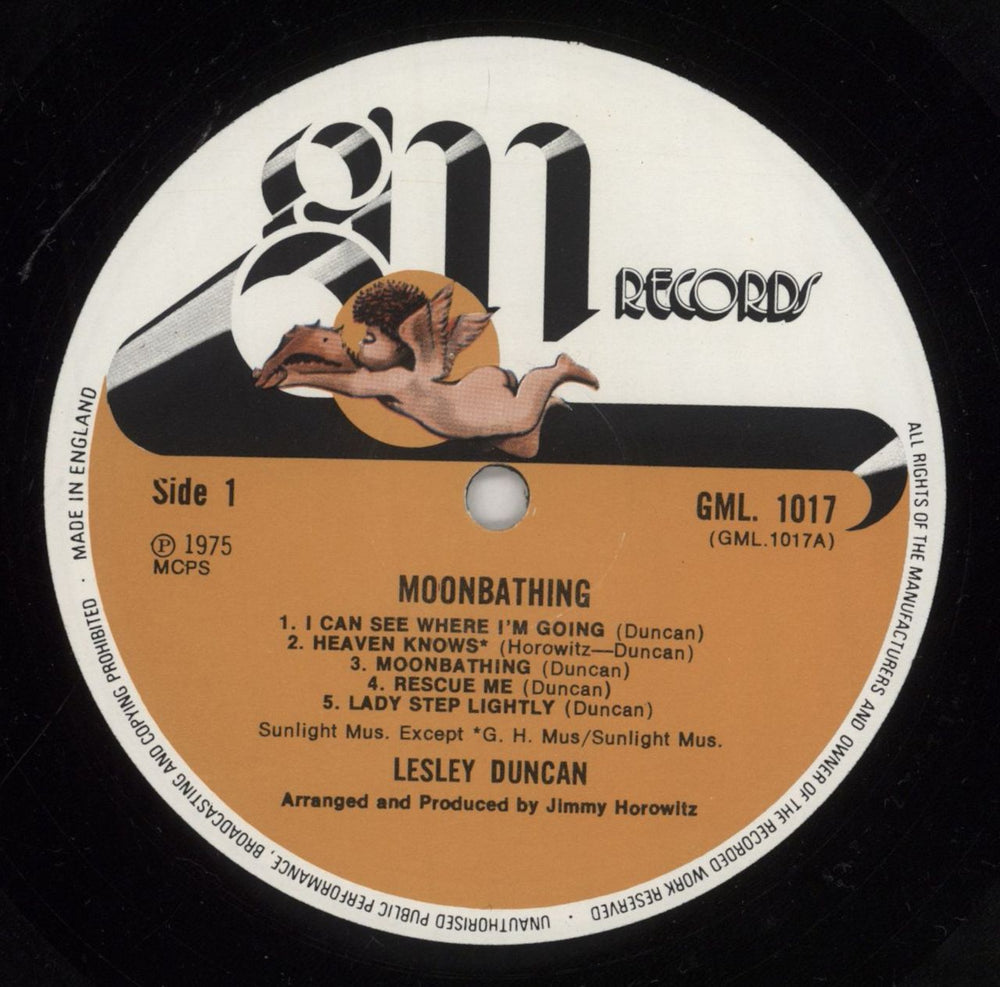 gm
RECORDS
Side 1
GML. 1017
(GML.1017A)
Ⓟ 1975
MCPS
MOONBATHING
1. I CAN SEE WHERE I'M GOING (Duncan)
2. HEAVEN KNOWS* (Horowitz—Duncan)
3. MOONBATHING (Duncan)
4. RESCUE ME (Duncan)
5. LADY STEP LIGHTLY (Duncan)
Sunlight Mus. Except *G. H. Mus/Sunlight Mus.
LESLEY DUNCAN
Arranged and Produced by Jimmy Horowitz
ALL RIGHTS OF THE MANUFACTURERS AND OWNER OF THE RECORDED WORK RESERVED · UNAUTHORISED PUBLIC PERFORMANCE, BROADCASTING AND COPYING PROHIBITED · MADE IN ENGLAND